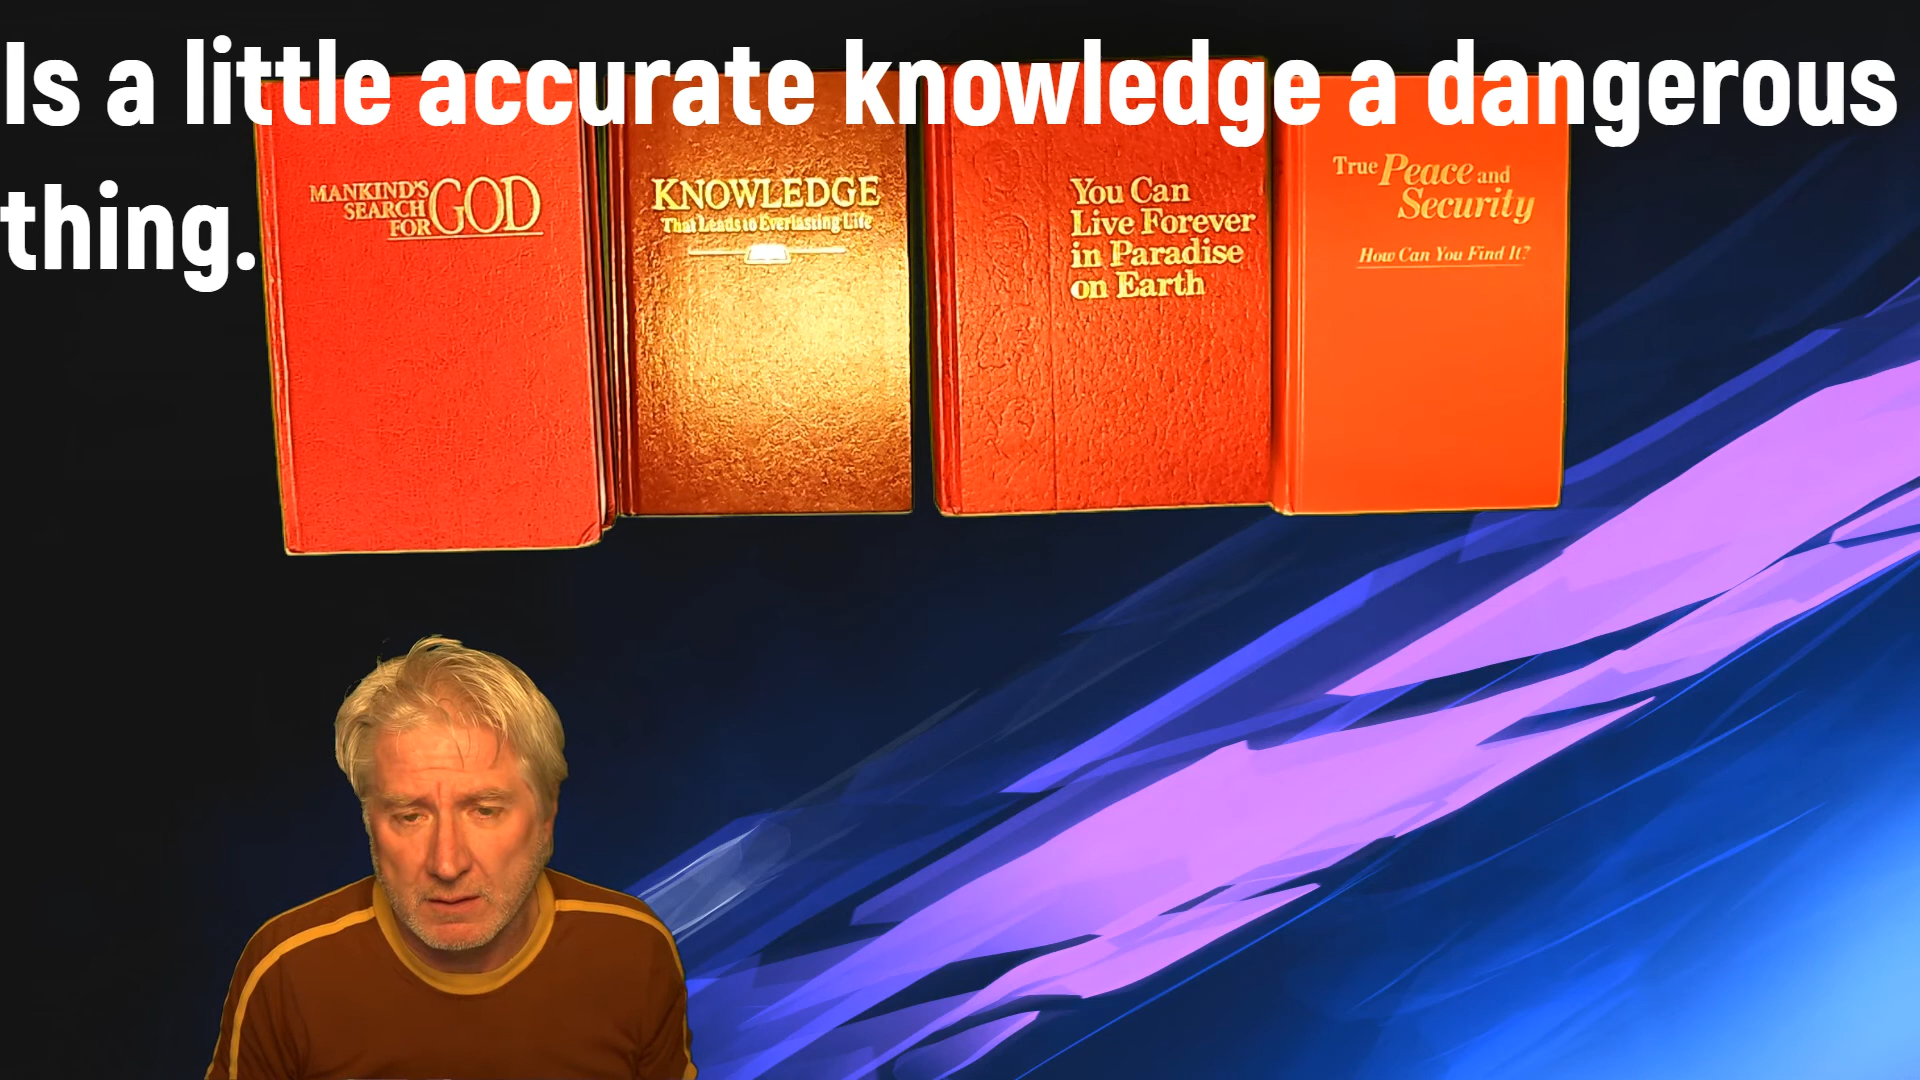 Is a little accurate knowledge a dangerous
thing.
MANKIND'S
SEARCH
FOR GOD
KNOWLEDGE
That Leads to Everlasting Life
You Can
Live Forever
in Paradise
on Earth
True Peace and
Security
How Can You Find It?